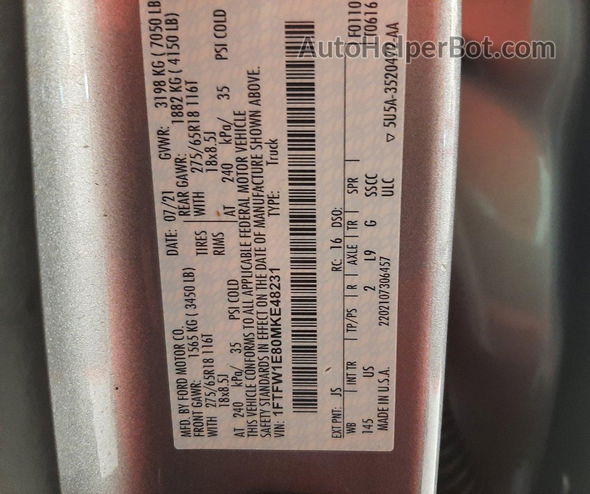 AutoHelperBot.com
MFD. BY FORD MOTOR CO. DATE: 07/21 GVWR: 3198 KG ( 7050 LB
FRONT GAWR: 1565 KG ( 3450 LB) REAR GAWR: 1882 KG ( 4150 LB)
WITH 275/65R18 116T TIRES WITH 275/65R18 116T
18x8.5J RIMS 18x8.5J
AT 240 kPa/ 35 PSI COLD AT 240 kPa/ 35 PSI COLD
THIS VEHICLE CONFORMS TO ALL APPLICABLE FEDERAL MOTOR VEHICLE
SAFETY STANDARDS IN EFFECT ON THE DATE OF MANUFACTURE SHOWN ABOVE.
VIN: 1FTFW1E80MKE48231 Truck
F0110
T0616
EXT PNT: JS RC: 16 DSO:
WB INT TR TP/PS R AXLE TR SPR
145 US 2 L9 G SSCC
MADE IN U.S.A. 2202107306457 ULC